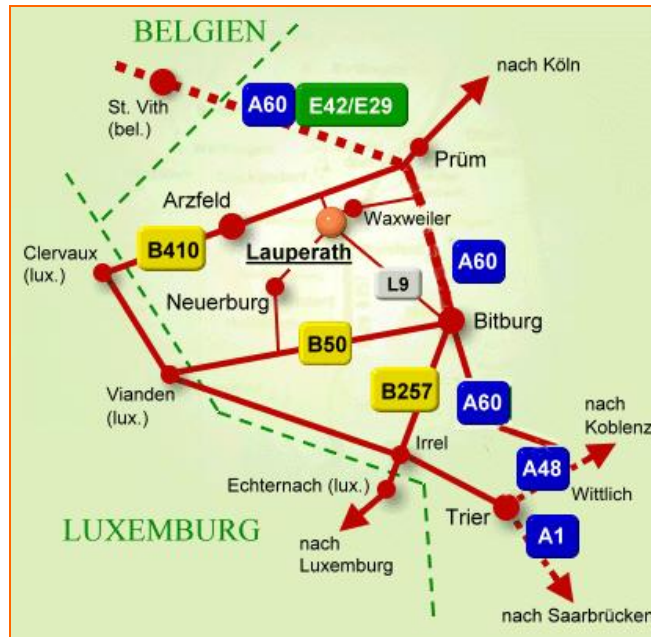 BELGIEN
nach Köln
St. Vith
(bel.)
A60
E42/E29
Prüm
Arzfeld
Waxweiler
Clervaux
(lux.)
B410
Lauperath
A60
L9
Neuerburg
Bitburg
B50
Vianden
(lux.)
B257
A60
nach
Koblenz
Irrel
A48
Echternach (lux.)
Wittlich
Trier
LUXEMBURG
A1
nach
Luxemburg
nach Saarbrücken